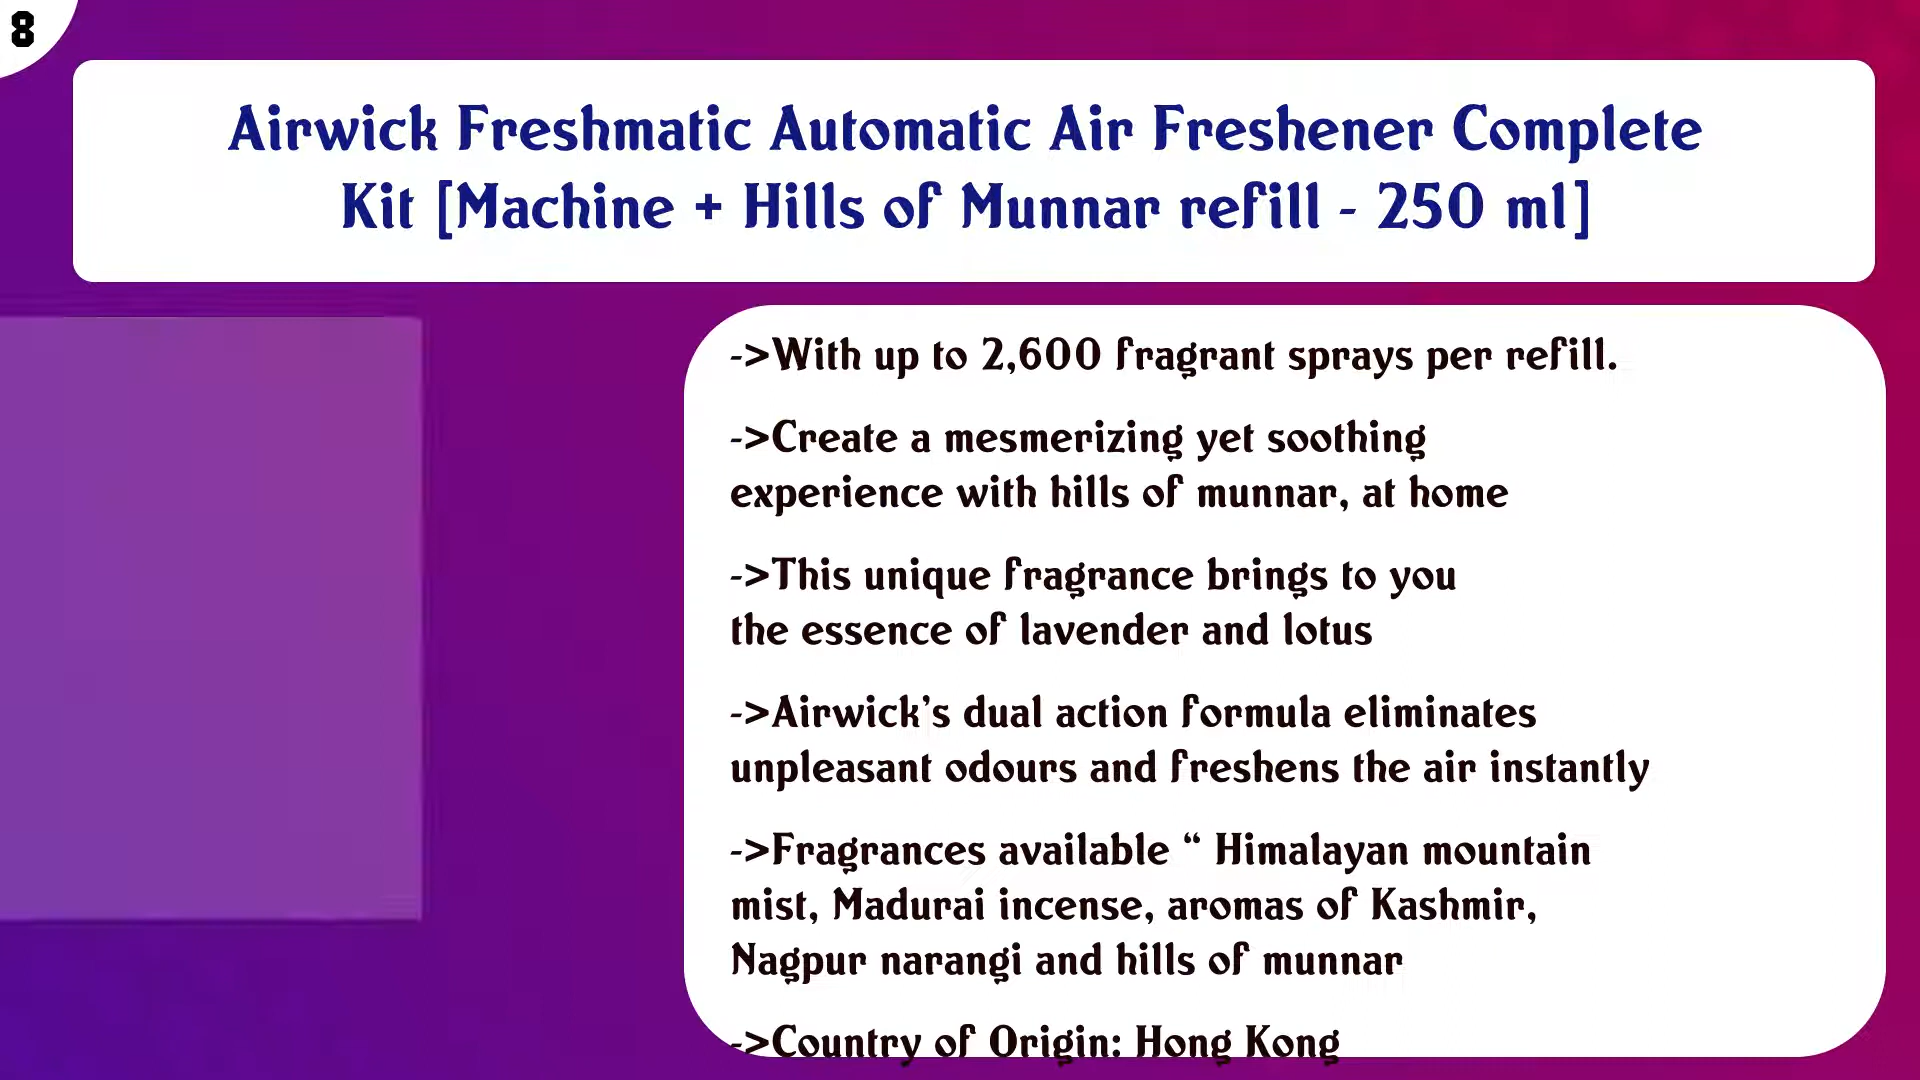 8
Airwick Freshmatic Automatic Air Freshener Complete
Kit [Machine + Hills of Munnar refill - 250 ml]
->With up to 2,600 fragrant sprays per refill.
->Create a mesmerizing yet soothing
experience with hills of munnar, at home
->This unique fragrance brings to you
the essence of lavender and lotus
->Airwick's dual action formula eliminates
unpleasant odours and freshens the air instantly
->Fragrances available “ Himalayan mountain
mist, Madurai incense, aromas of Kashmir,
Nagpur narangi and hills of munnar
->Country of Origin: Hong Kong